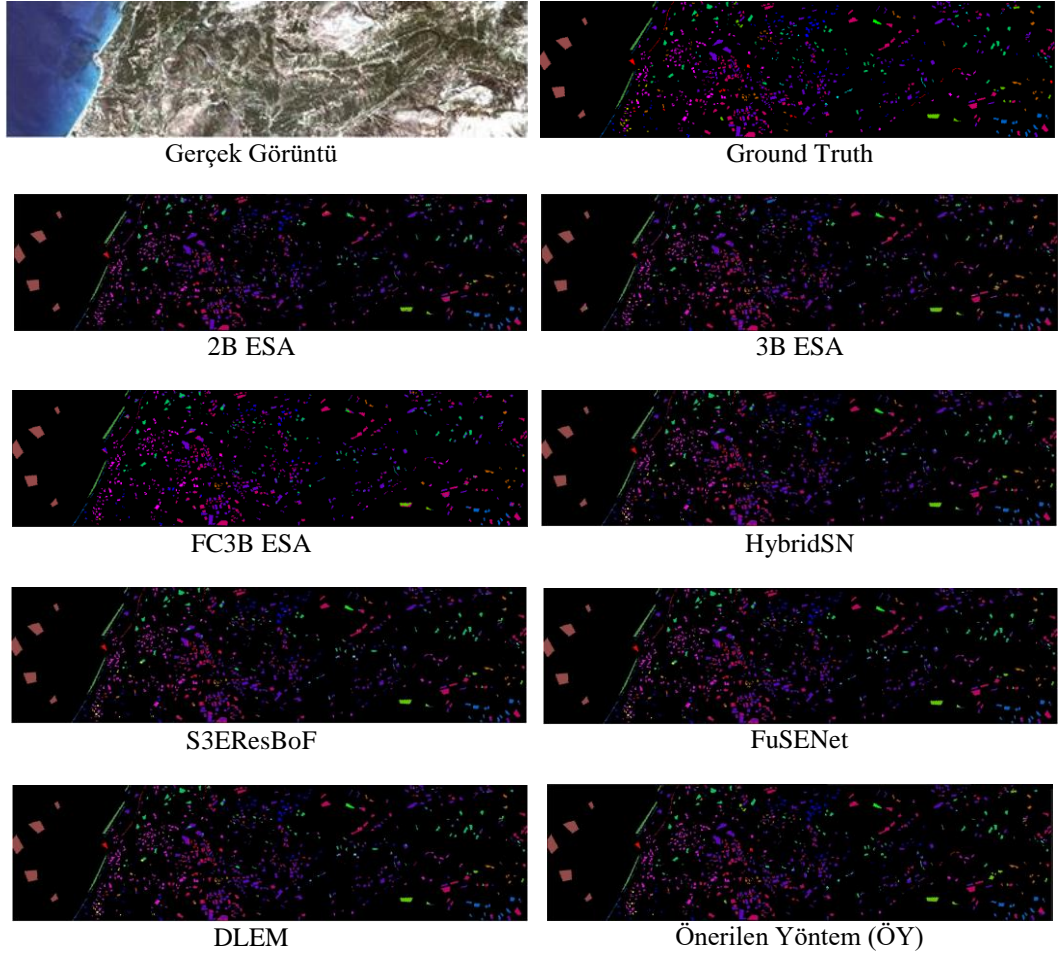 Gerçek Görüntü
Ground Truth
2B ESA
3B ESA
FC3B ESA
HybridSN
S3EResBoF
FuSENet
DLEM
Önerilen Yöntem (ÖY)